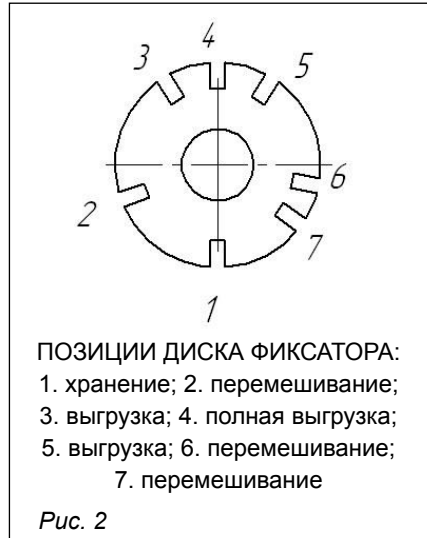 4
3
5
6
2
7
1
ПОЗИЦИИ ДИСКА ФИКСАТОРА:
1. хранение; 2. перемешивание;
3. выгрузка; 4. полная выгрузка;
5. выгрузка; 6. перемешивание;
7. перемешивание
Рис. 2